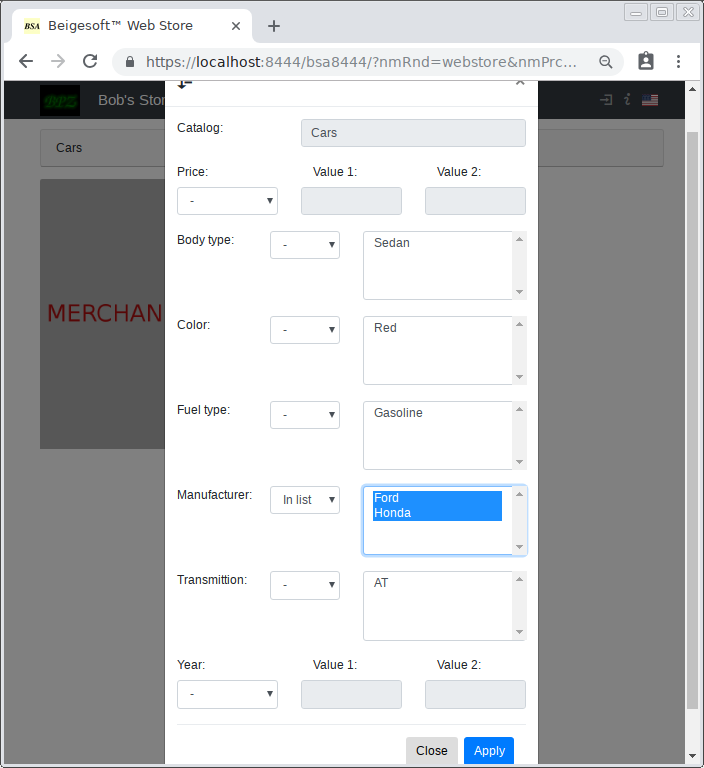 BSA Beigesoft™ Web Store
https://localhost:8444/bsa8444/?nmRnd=webstore&nmPrc...
Bob's Stor
Cars
MERCHAN
Catalog: Cars
Price: Value 1: Value 2:
-
Body type: - Sedan
Color: - Red
Fuel type: - Gasoline
Manufacturer: In list Ford
Honda
Transmittion: - AT
Year: Value 1: Value 2:
-
Close Apply